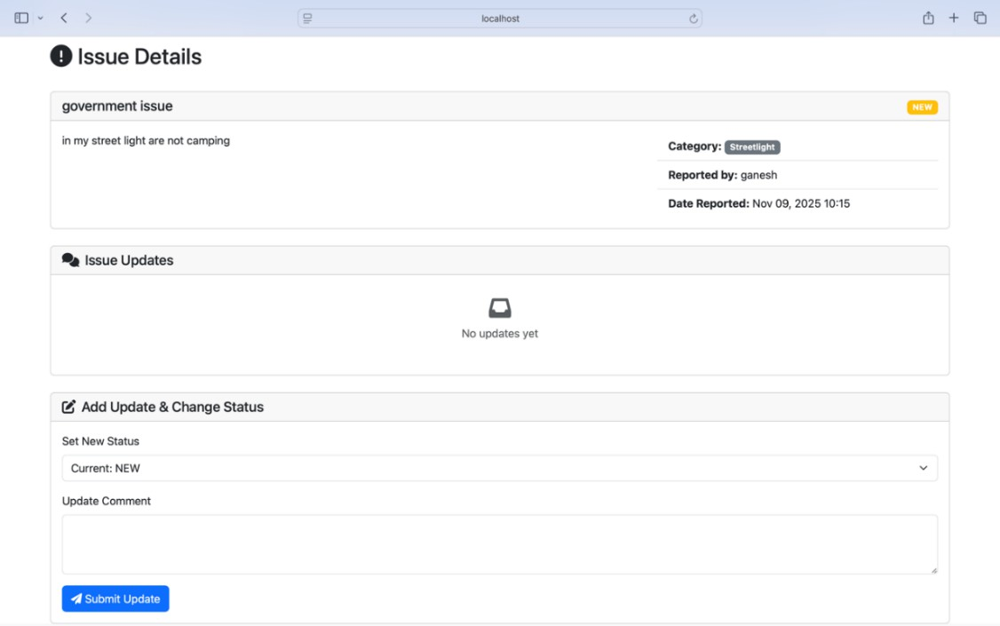 localhost
Issue Details
government issue
NEW
in my street light are not camping
Category: Streetlight
Reported by: ganesh
Date Reported: Nov 09, 2025 10:15
Issue Updates
No updates yet
Add Update & Change Status
Set New Status
Current: NEW
Update Comment
Submit Update